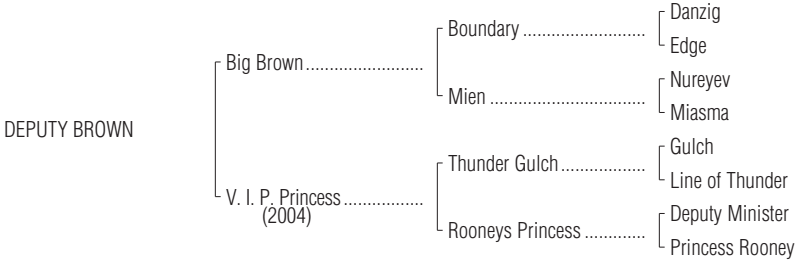 Danzig
Boundary ..........................
Edge
Big Brown.........................
Nureyev
Mien .................................
Miasma
DEPUTY BROWN
Gulch
Thunder Gulch..................
Line of Thunder
V. I. P. Princess.................
(2004)
Deputy Minister
Rooneys Princess .............
Princess Rooney